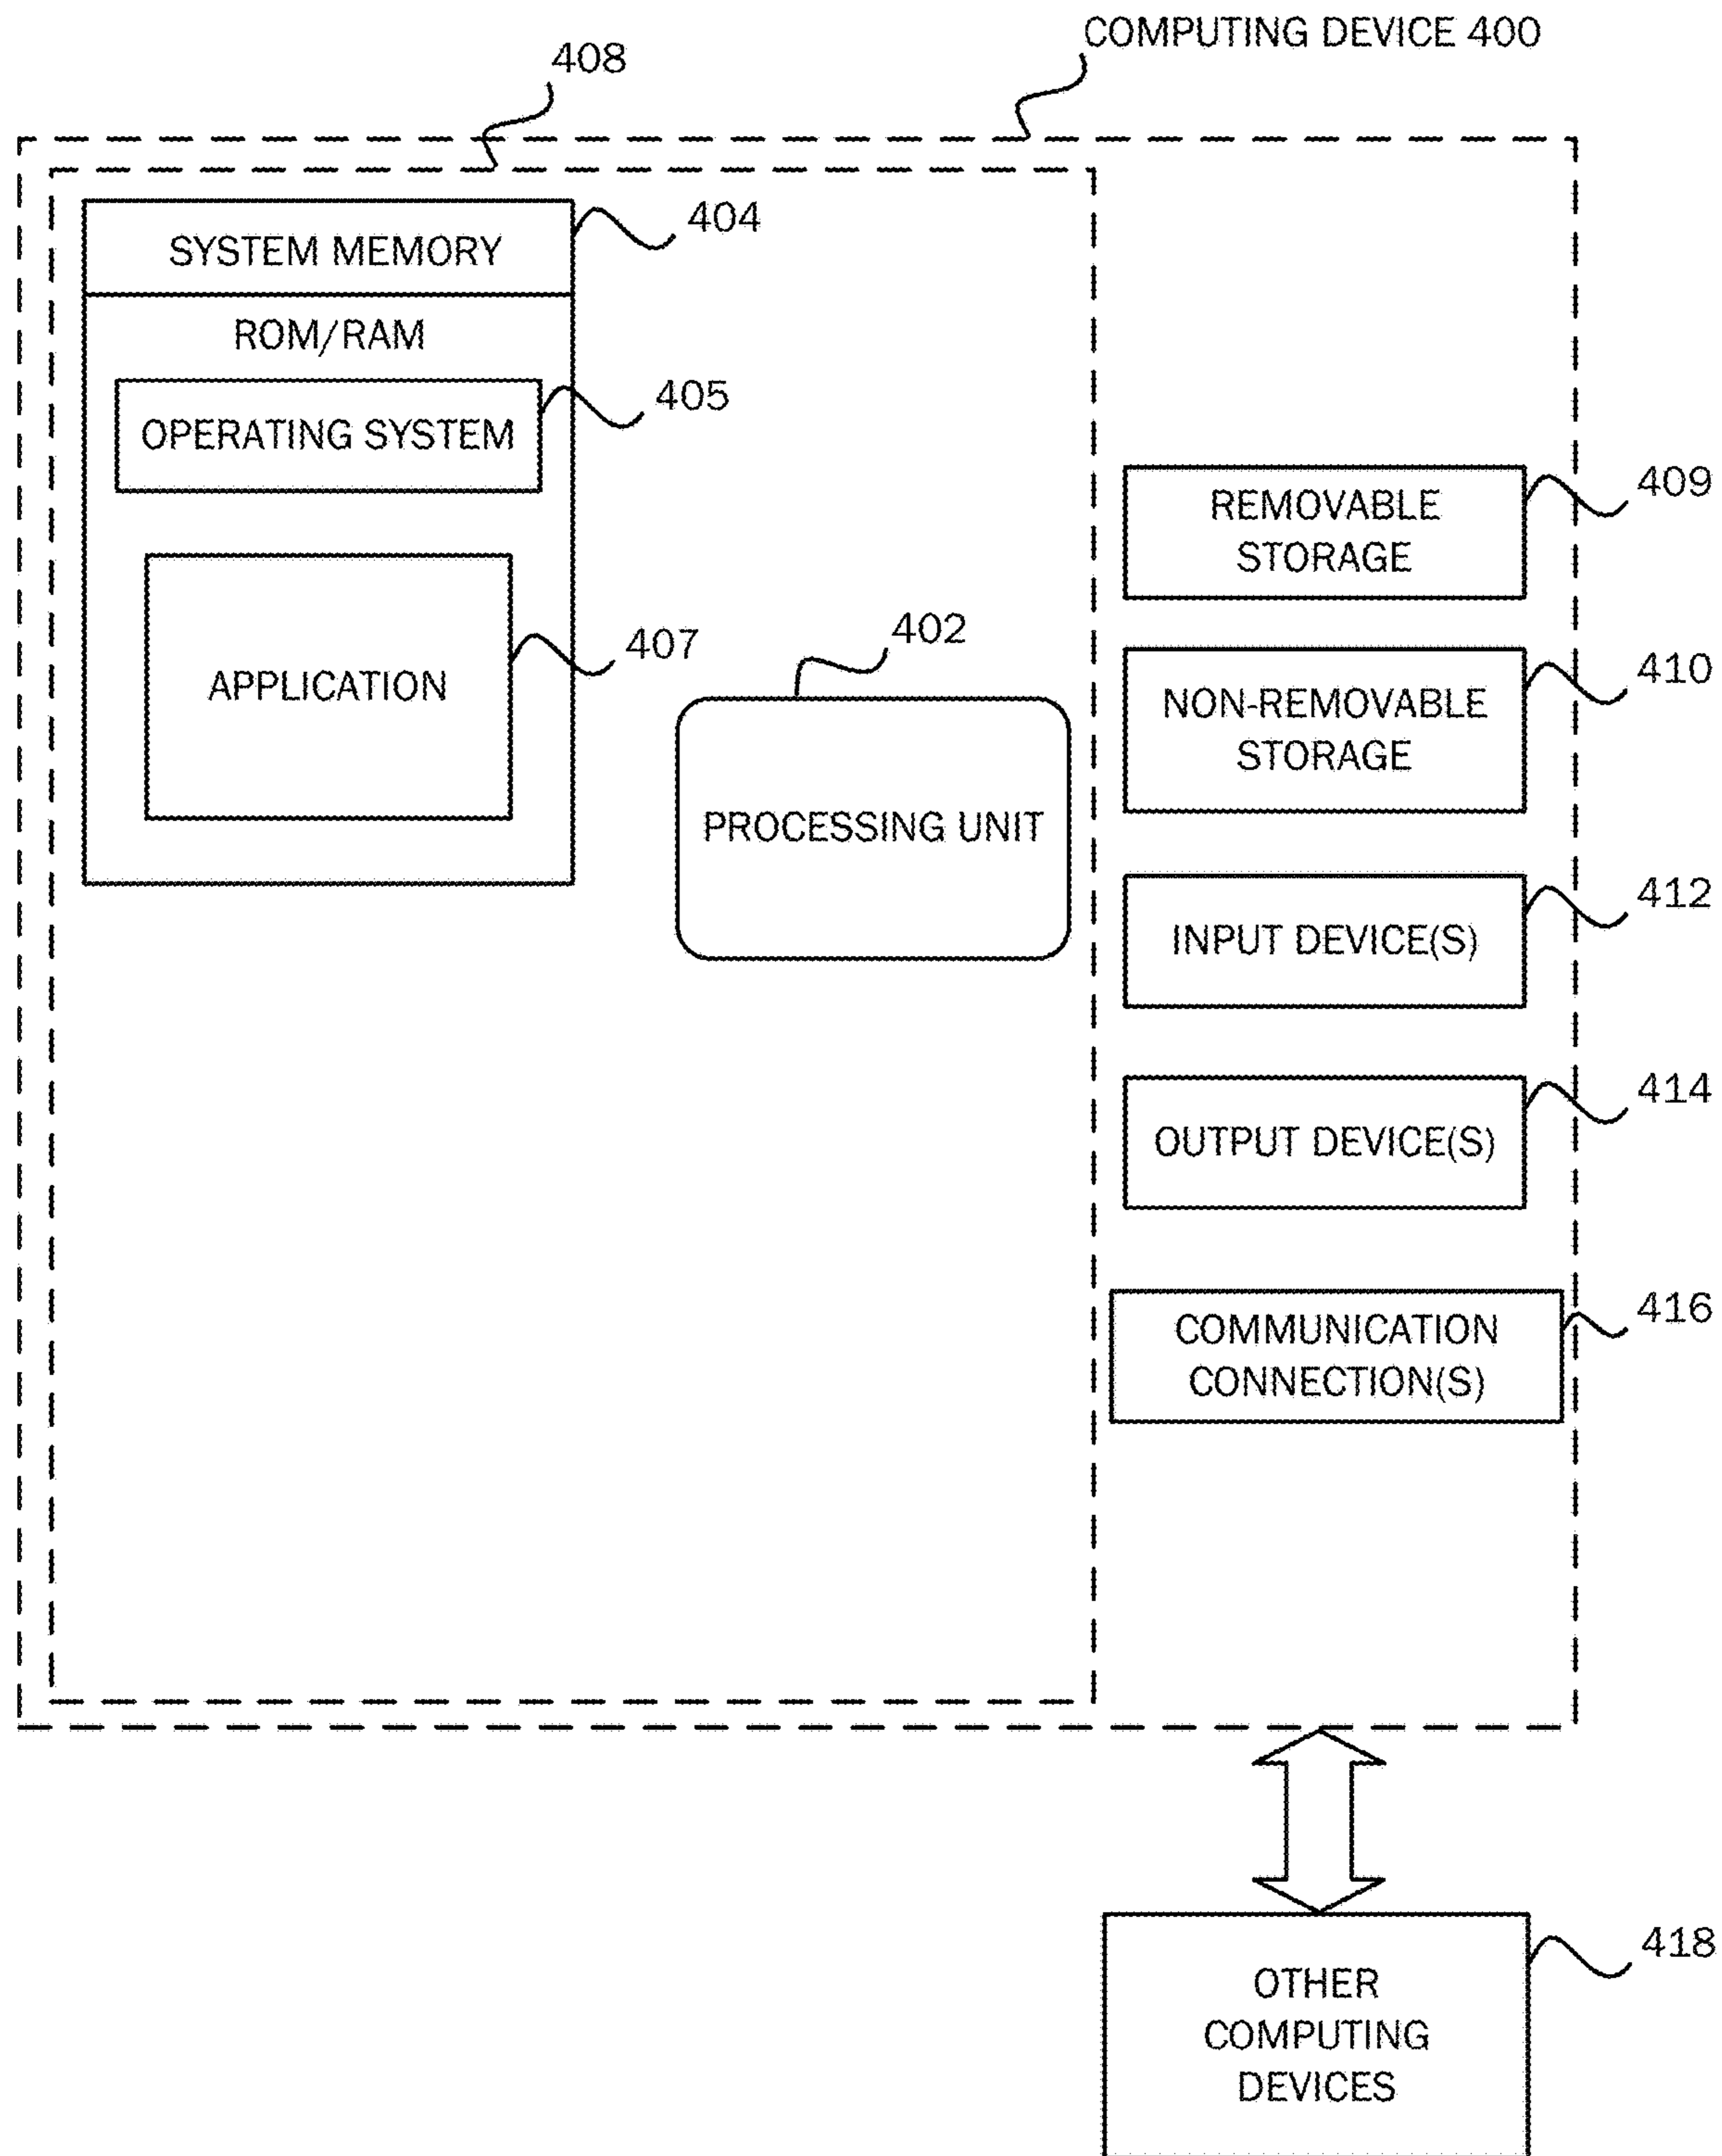 COMPUTING DEVICE 400
408
SYSTEM MEMORY
404
ROM/RAM
OPERATING SYSTEM
405
APPLICATION
407
402
PROCESSING UNIT
REMOVABLE
STORAGE
409
NON-REMOVABLE
STORAGE
410
INPUT DEVICE(S)
412
OUTPUT DEVICE(S)
414
COMMUNICATION
CONNECTION(S)
416
OTHER
COMPUTING
DEVICES
418